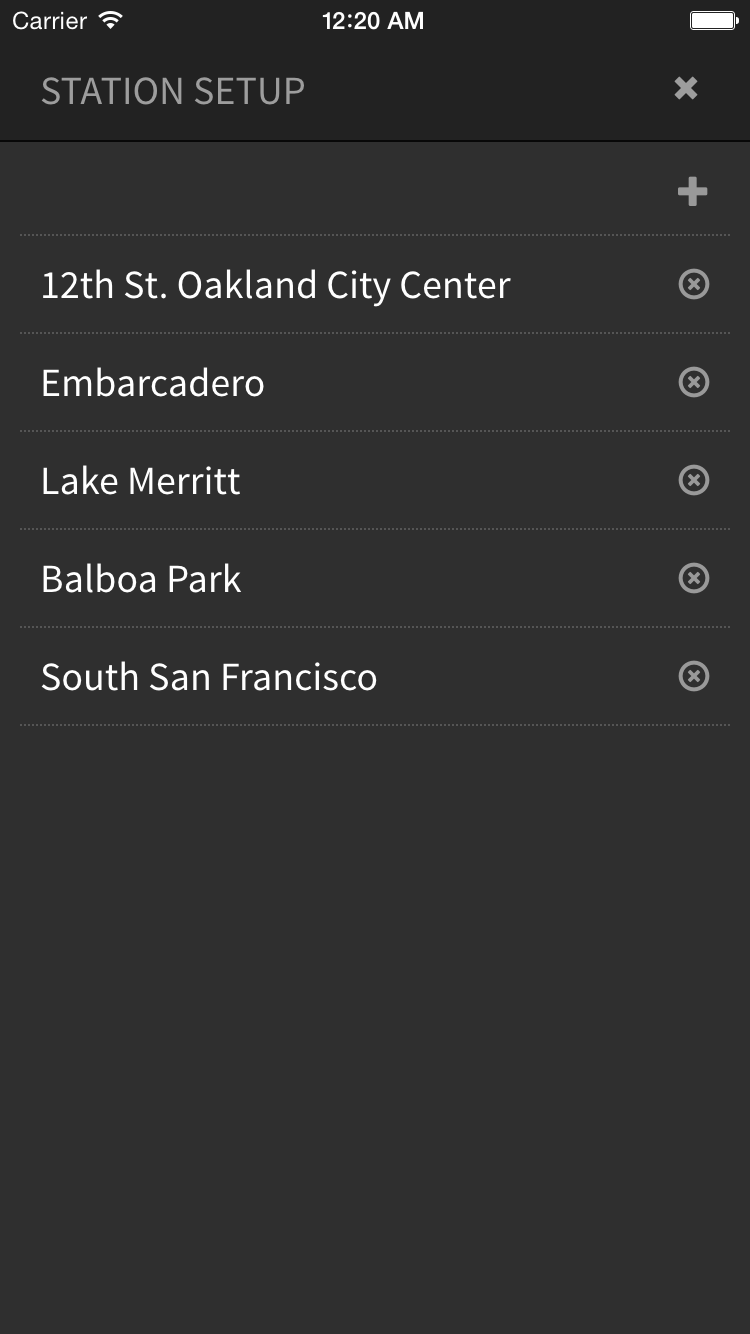 Carrier 12:20 AM
STATION SETUP
12th St. Oakland City Center
Embarcadero
Lake Merritt
Balboa Park
South San Francisco